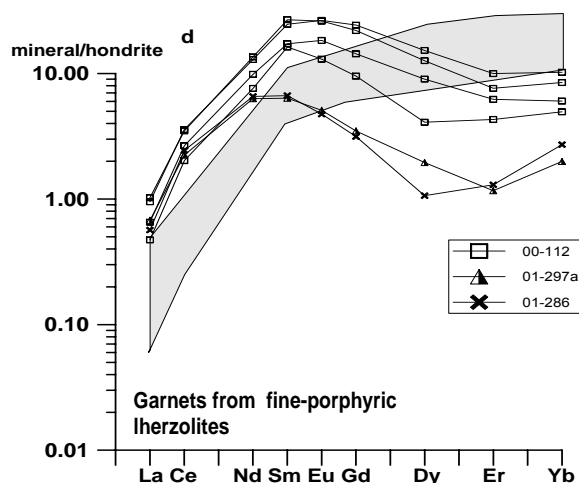 mineral/hondrite
d
10.00
1.00
0.10
0.01
00-112
01-297a
01-286
Garnets from fine-porphyric
lherzolites
La Ce Nd Sm Eu Gd Dy Er Yb